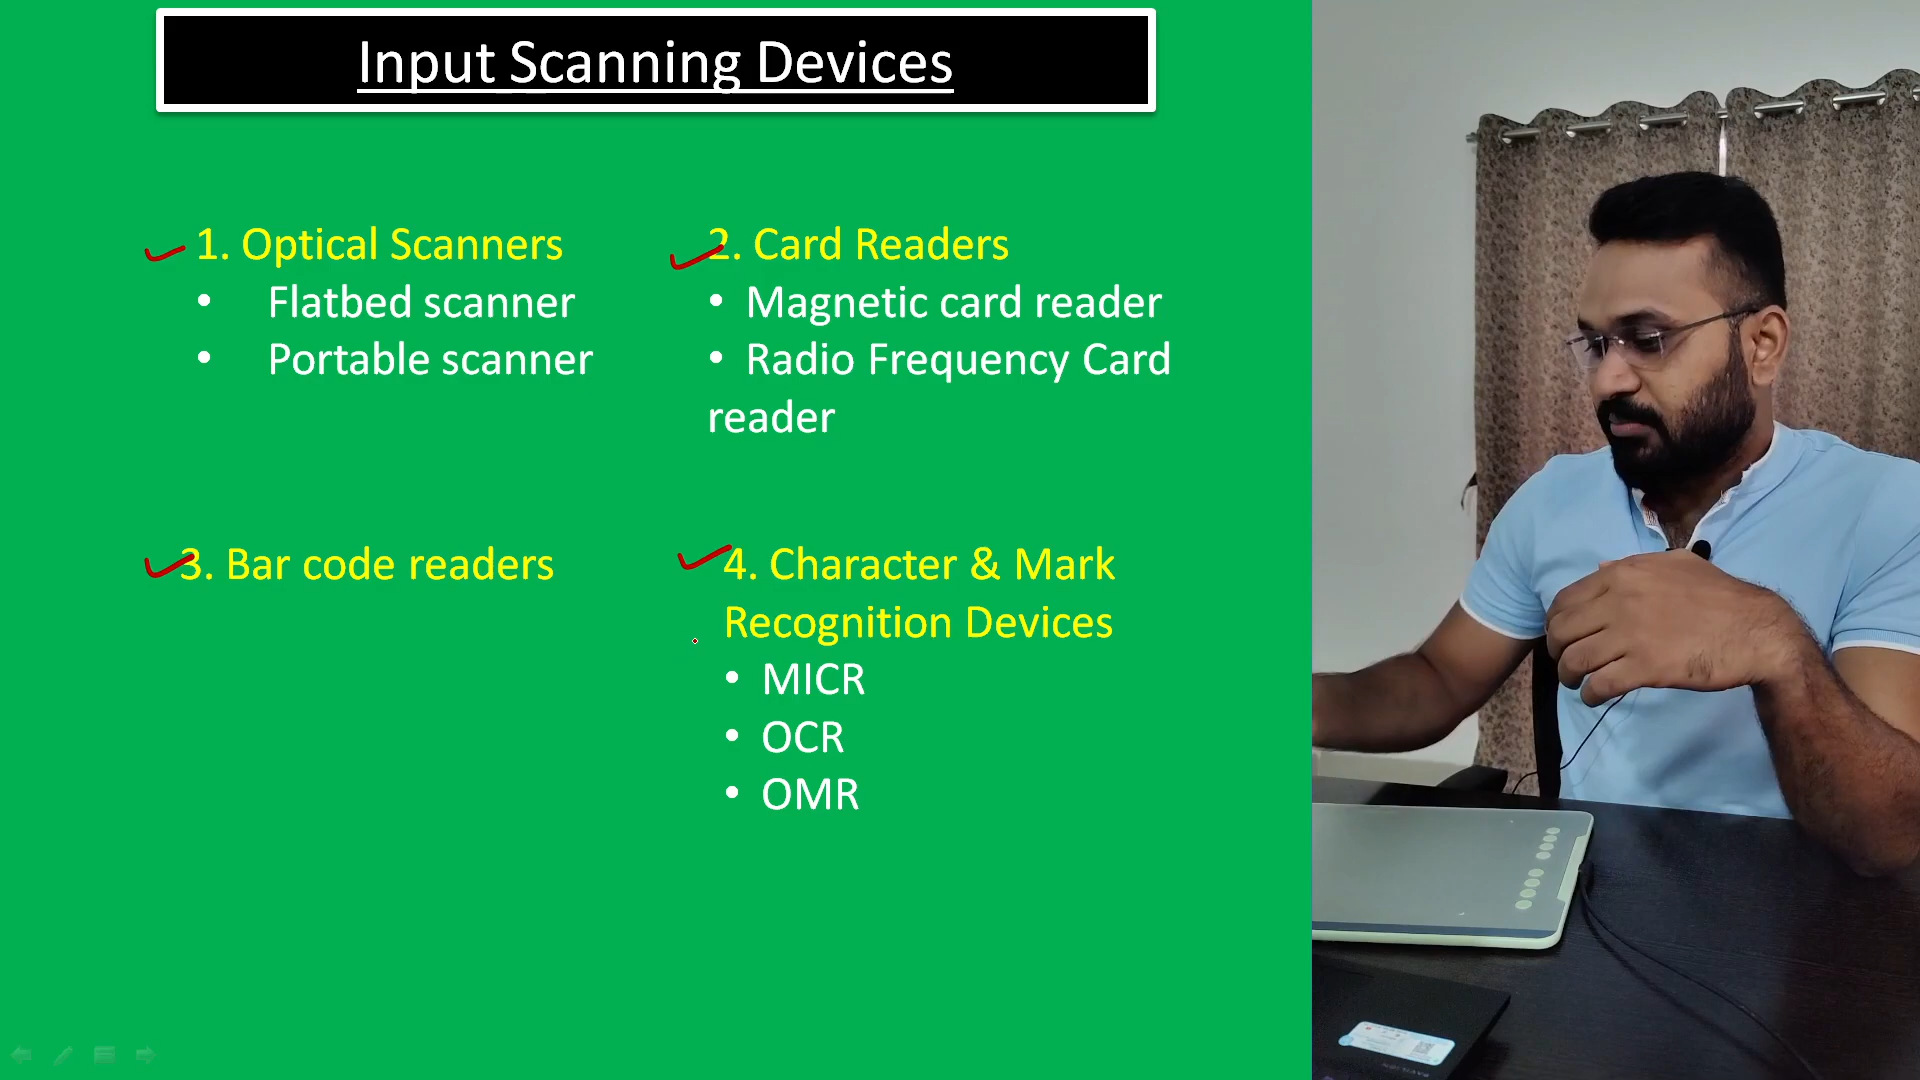 Input Scanning Devices
1. Optical Scanners
• Flatbed scanner
• Portable scanner
2. Card Readers
• Magnetic card reader
• Radio Frequency Card
reader
3. Bar code readers
4. Character & Mark
Recognition Devices
• MICR
• OCR
• OMR